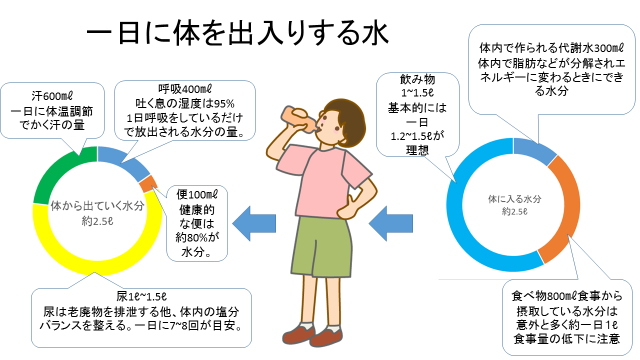 一日に体を出入りする水
汗600㎖
一日に体温調節
でかく汗の量
呼吸400㎖
吐く息の湿度は95%
1日呼吸をしているだけ
で放出される水分の量。
体から出ていく水分
約2.5ℓ
便100㎖
健康的
な便は
約80%が
水分。
尿1ℓ~1.5ℓ
尿は老廃物を排泄する他、体内の塩分
バランスを整える。一日に7~8回が目安。
飲み物
1~1.5ℓ
基本的には
一日
1.2~1.5ℓが
理想
体内で作られる代謝水300㎖
体内で脂肪などが分解されエ
ネルギーに変わるときにでき
る水分
体に入る水分
約2.5ℓ
食べ物800㎖食事から
摂取している水分は
意外と多く約一日1ℓ
食事量の低下に注意